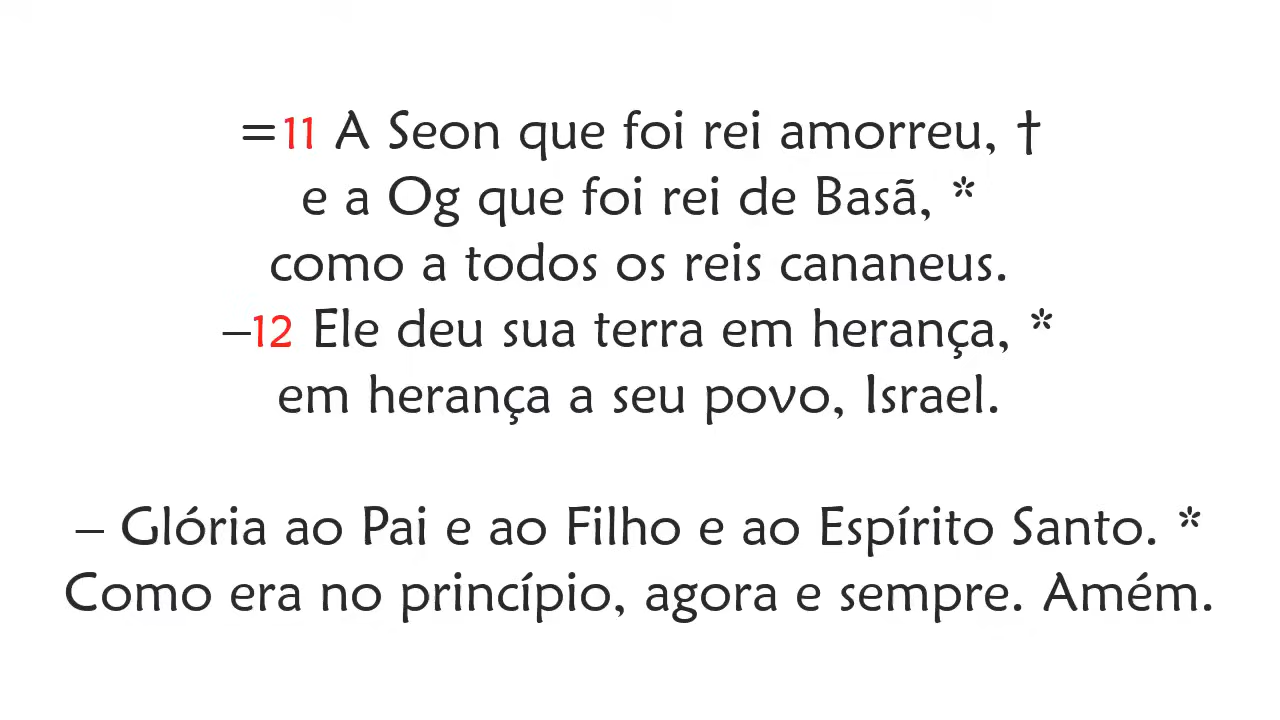 =11 A Seon que foi rei amorreu, †
e a Og que foi rei de Basã, *
como a todos os reis cananeus.
–12 Ele deu sua terra em herança, *
em herança a seu povo, Israel.
– Glória ao Pai e ao Filho e ao Espírito Santo. *
Como era no princípio, agora e sempre. Amém.